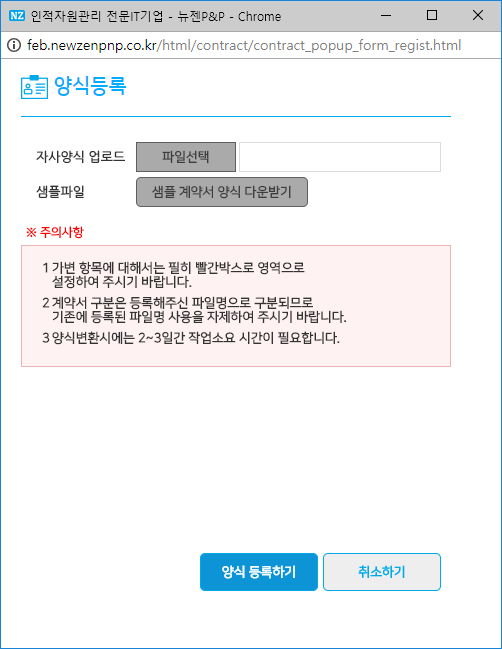 NZ 인적자원관리 전문IT기업 - 뉴젠P&P - Chrome
feb.newzenpnp.co.kr/html/contract/contract_popup_form_regist.html
양식등록
자사양식 업로드 파일선택
샘플파일 샘플 계약서 양식 다운받기
※ 주의사항
1 가변 항목에 대해서는 필히 빨간박스로 영역으로
설정하여 주시기 바랍니다.
2 계약서 구분은 등록해주신 파일명으로 구분되므로
기존에 등록된 파일명 사용을 자제하여 주시기 바랍니다.
3 양식변환시에는 2~3일간 작업소요 시간이 필요합니다.
양식 등록하기 취소하기